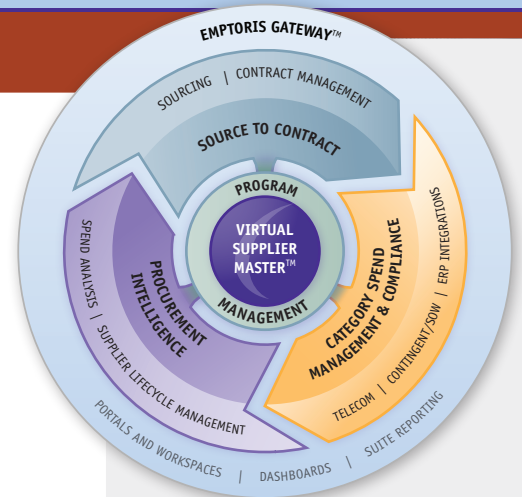 EMPTORIS GATEWAY™
SOURCING | CONTRACT MANAGEMENT
SOURCE TO CONTRACT
PROGRAM
MANAGEMENT
VIRTUAL
SUPPLIER
MASTER™
CATEGORY SPEND
MANAGEMENT & COMPLIANCE
TELECOM | CONTINGENT/SOW | ERP INTEGRATIONS
PROCUREMENT
INTELLIGENCE
SPEND ANALYSIS | SUPPLIER LIFECYCLE MANAGEMENT
PORTALS AND WORKSPACES | DASHBOARDS | SUITE REPORTING